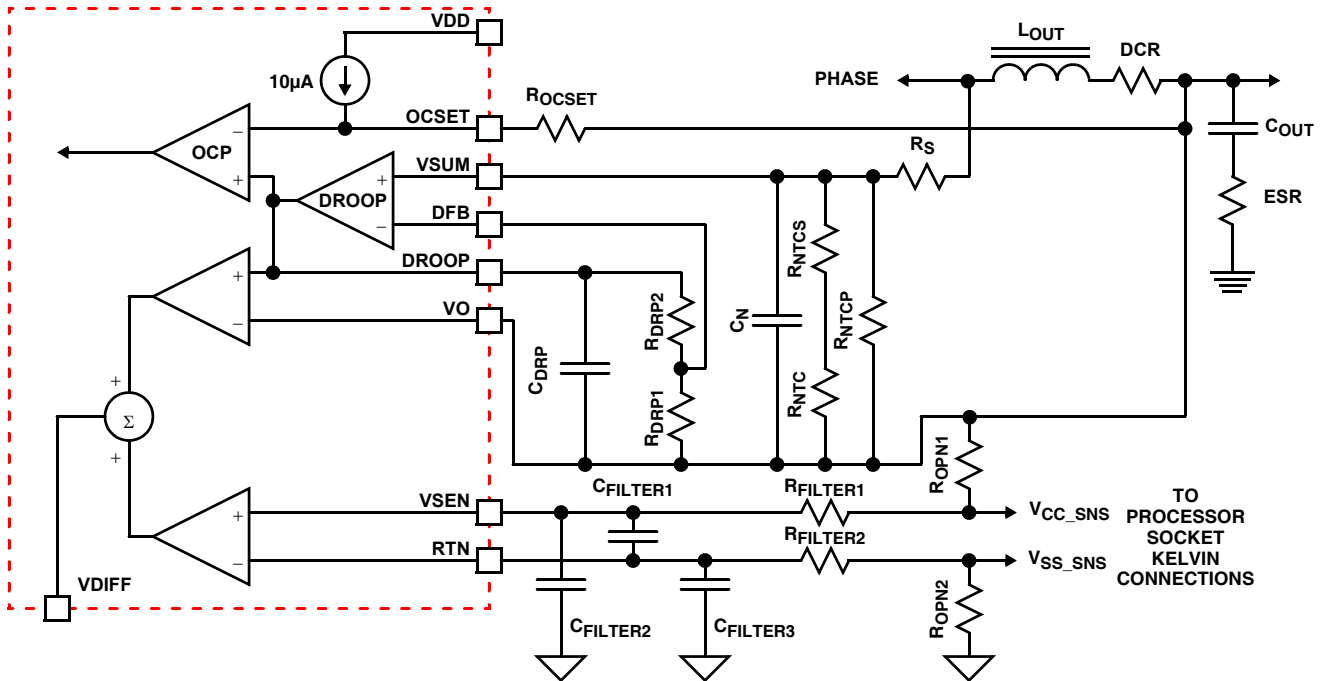 VDD
10µA
OCSET
ROCSET
PHASE
LOUT
DCR
COUT
ESR
−
OCP
+
VSUM
RS
+
DROOP
−
DFB
DROOP
VO
+
−
CDRP
RDRP2
RDRP1
CN
RNTCS
RNTC
RNTCP
ROPN1
+
Σ
+
VSEN
CFILTER1
RFILTER1
VCC_SNS
RTN
RFILTER2
VSS_SNS
TO
PROCESSOR
SOCKET
KELVIN
CONNECTIONS
+
−
VDIFF
CFILTER2
CFILTER3
ROPN2